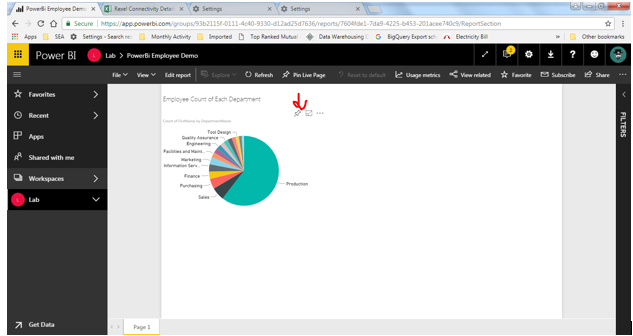 PowerBi Employee Dem
Excel Connectivity Detai
Settings
Settings
Secure
https://app.powerbi.com/groups/93b2115f-0111-4c40-9330-d12ad25d7636/reports/7604fde1-7da9-4225-b453-201acee740c9/ReportSection
Apps SEA Settings - Search re Monthly Activity Imported Top Ranked Mutual Data Warehousing BigQuery Export sch Electricity Bill » Other bookmarks
Power BI L Lab > PowerBi Employee Demo 2 ?
File View Edit report Explore Refresh Pin Live Page Reset to default Usage metrics View related Favorite Subscribe Share ...
Favorites
Recent
Apps
Shared with me
Workspaces
L Lab
Get Data
Employee Count of Each Department
Count of FirstName by DepartmentName
Tool Design
Quality Assurance
Engineering
Facilities and Maint...
Marketing
Information Serv...
Finance
Purchasing
Sales
Production
FILTERS
Page 1